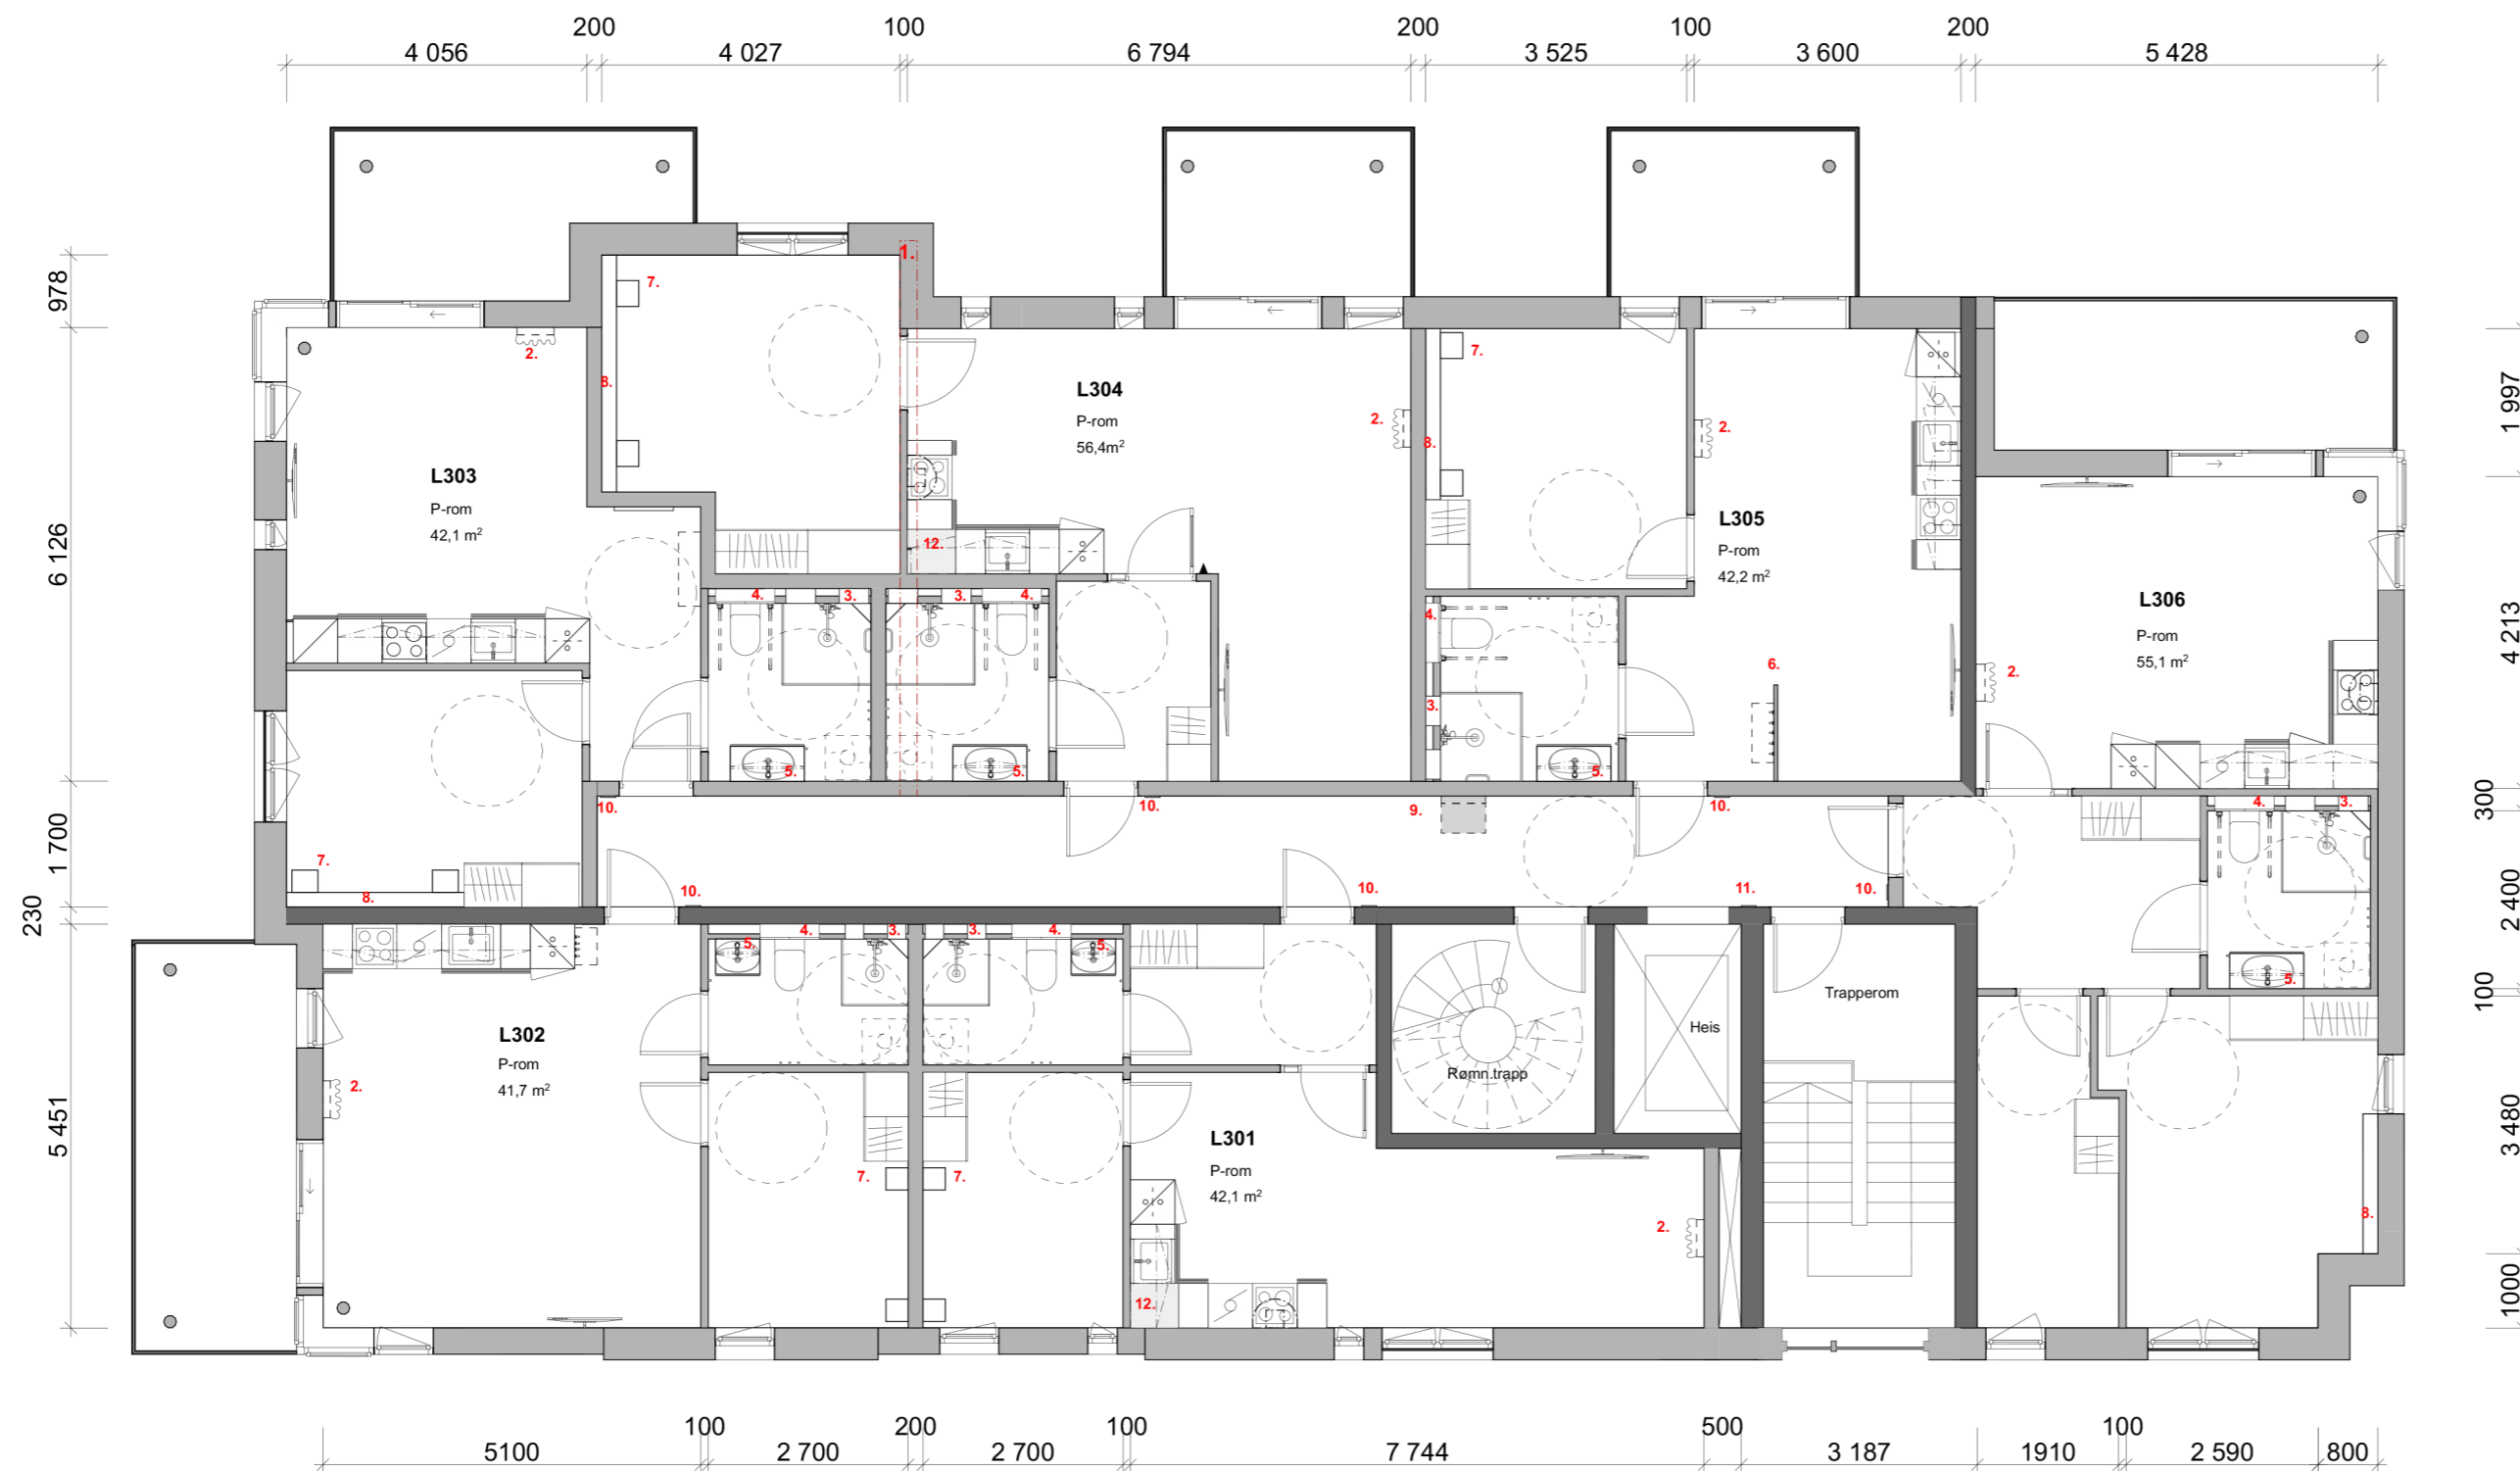 200 100 200 100 200
4 056 4 027 6 794 3 525 3 600 5 428
978
6 126
1 700
230
5 451
1 997
4 213
300
2 400
100
3 480
1000
1.
7.
2.
8.
L304
P-rom
56,4m²
2.
7.
8.
2.
L303
P-rom
42,1 m²
12.
L305
P-rom
42,2 m²
L306
P-rom
55,1 m²
2.
4. 3. 3. 4.
4.
3.
6.
5. 5. 5.
10. 10. 9. 10.
4. 3.
7.
8.
10. 10. 11. 10.
5. 4. 3. 3. 4. 5.
5.
Trapperom
Heis
Rømn.trapp
L302
P-rom
41,7 m²
2.
7. 7.
L301
P-rom
42,1 m²
2.
8.
12.
100 200 100 500 100
5100 2 700 2 700 7 744 3 187 1910 2 590 800